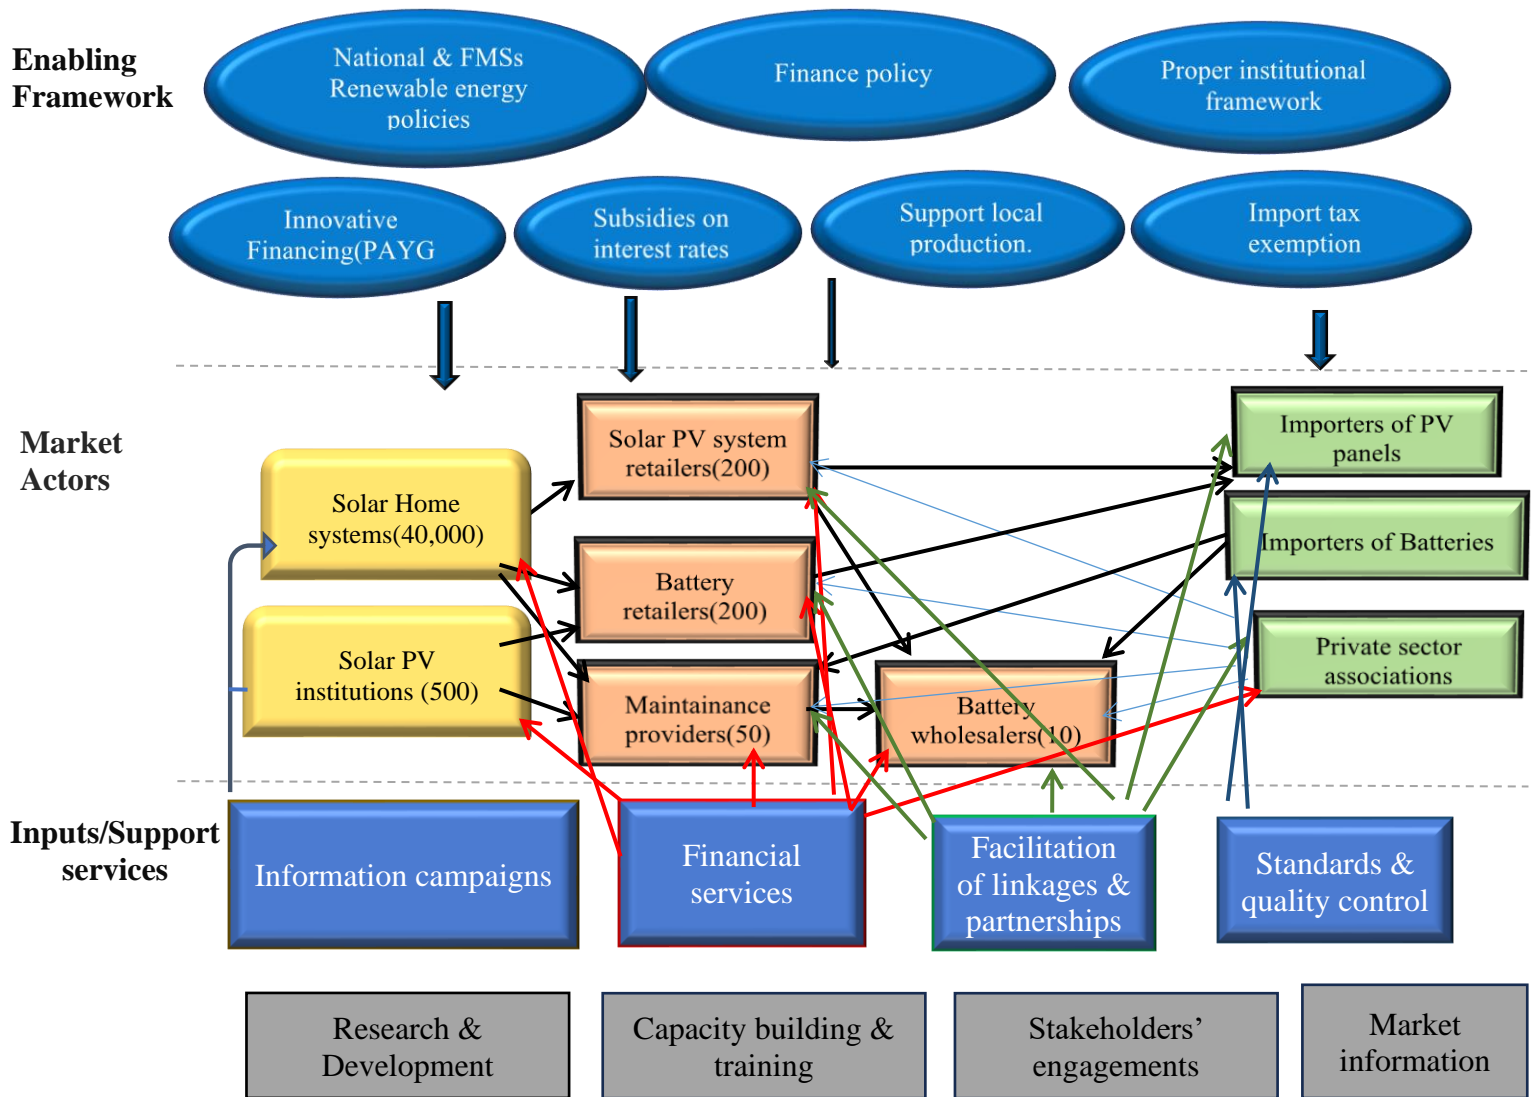 Enabling
Framework
National & FMSs
Renewable energy
policies
Finance policy
Proper institutional
framework
Innovative
Financing(PAYG
Subsidies on
interest rates
Support local
production.
Import tax
exemption
Market
Actors
Solar Home
systems(40,000)
Solar PV
institutions (500)
Solar PV system
retailers(200)
Battery
retailers(200)
Maintainance
providers(50)
Battery
wholesalers(10)
Importers of PV
panels
Importers of Batteries
Private sector
associations
Inputs/Support
services
Information campaigns
Financial
services
Facilitation
of linkages &
partnerships
Standards &
quality control
Research &
Development
Capacity building &
training
Stakeholders’
engagements
Market
information